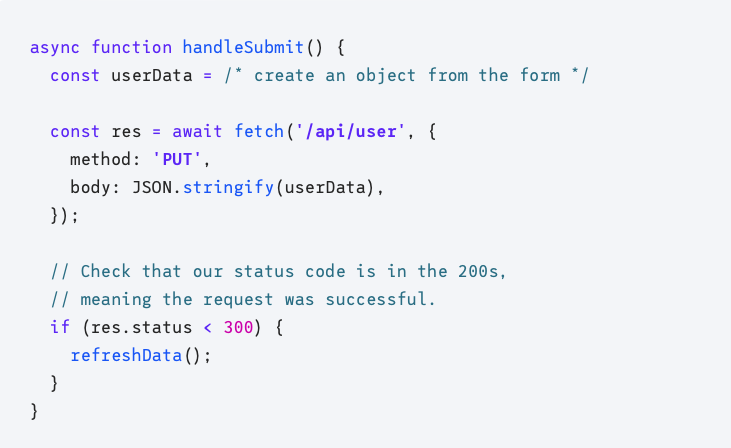 async function handleSubmit() {
  const userData = /* create an object from the form */

  const res = await fetch('/api/user', {
    method: 'PUT',
    body: JSON.stringify(userData),
  });

  // Check that our status code is in the 200s,
  // meaning the request was successful.
  if (res.status < 300) {
    refreshData();
  }
}